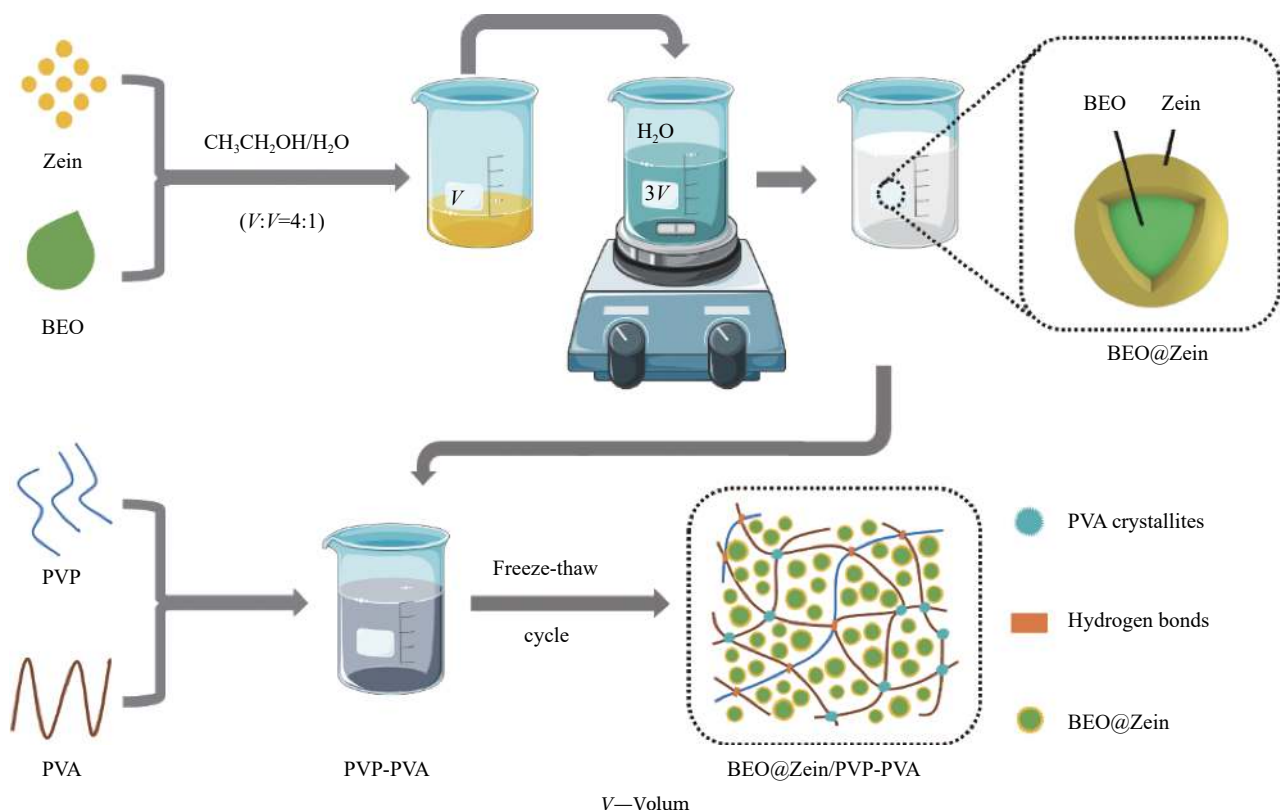 Zein
BEO
CH₃CH₂OH/H₂O
(V:V=4:1)
V
H₂O
3V
BEO
Zein
BEO@Zein
PVP
PVA
PVP-PVA
Freeze-thaw
cycle
BEO@Zein/PVP-PVA
PVA crystallites
Hydrogen bonds
BEO@Zein
V—Volum